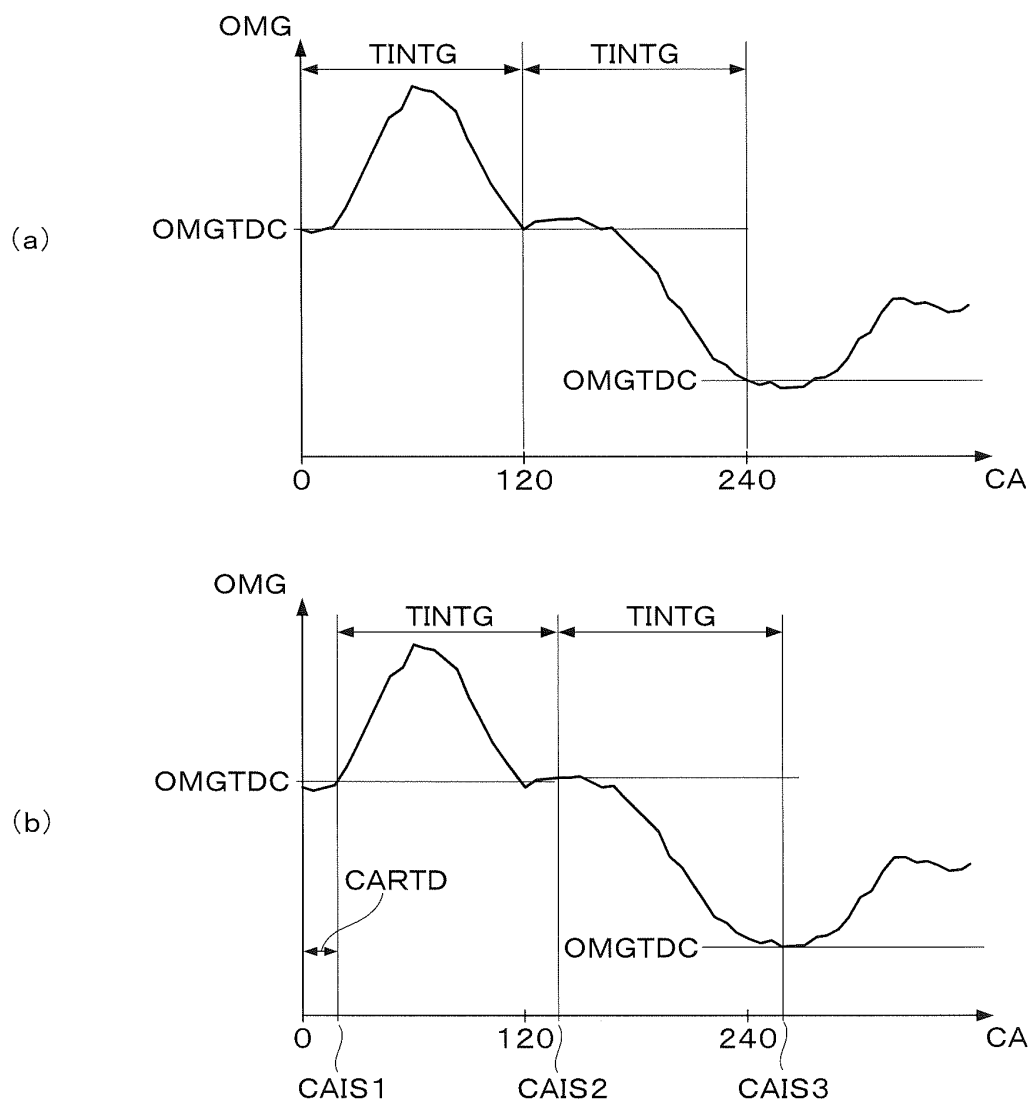 OMG
TINTG TINTG
(a)
OMGTDC
OMGTDC
0 120 240 CA
OMG
TINTG TINTG
OMGTDC
(b)
CARTD
OMGTDC
0 120 240 CA
CAIS1 CAIS2 CAIS3